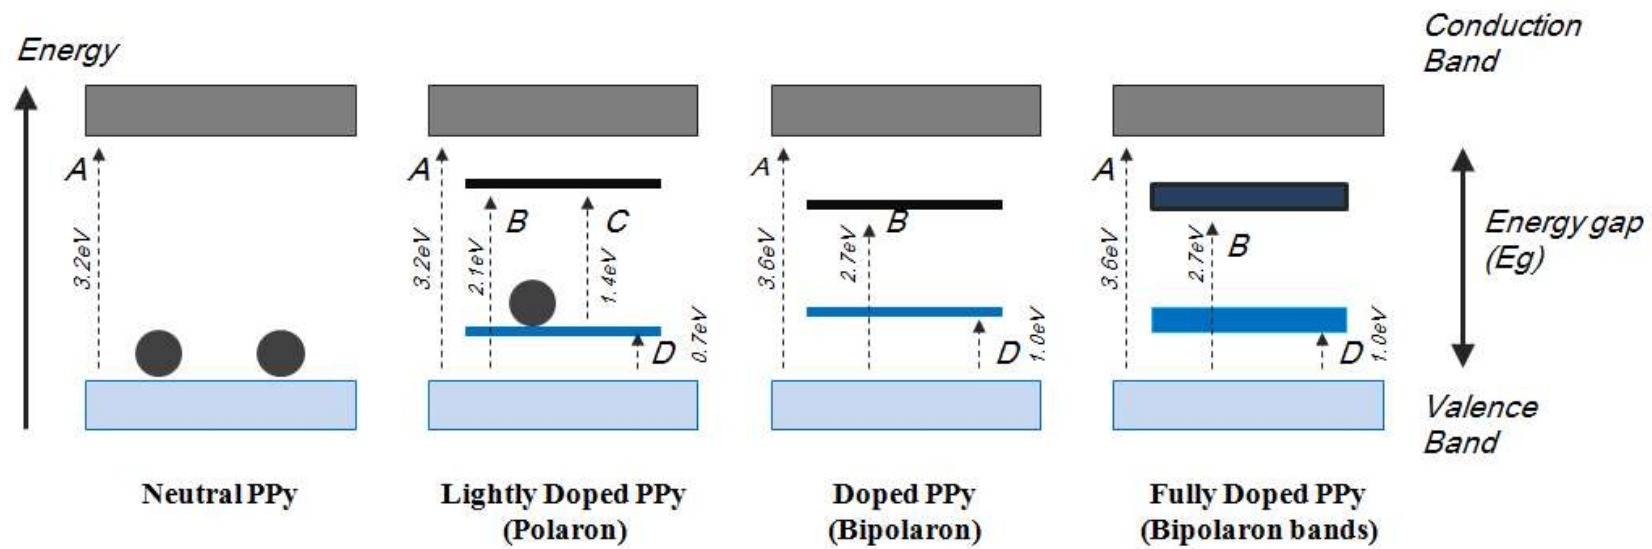 Energy
Conduction
Band
A
3.2eV
A
3.2eV
B
2.1eV
C
1.4eV
D
0.7eV
A
3.6eV
B
2.7eV
D
1.0eV
A
3.6eV
B
2.7eV
D
1.0eV
Energy gap
(Eg)
Valence
Band
Neutral PPy
Lightly Doped PPy
(Polaron)
Doped PPy
(Bipolaron)
Fully Doped PPy
(Bipolaron bands)